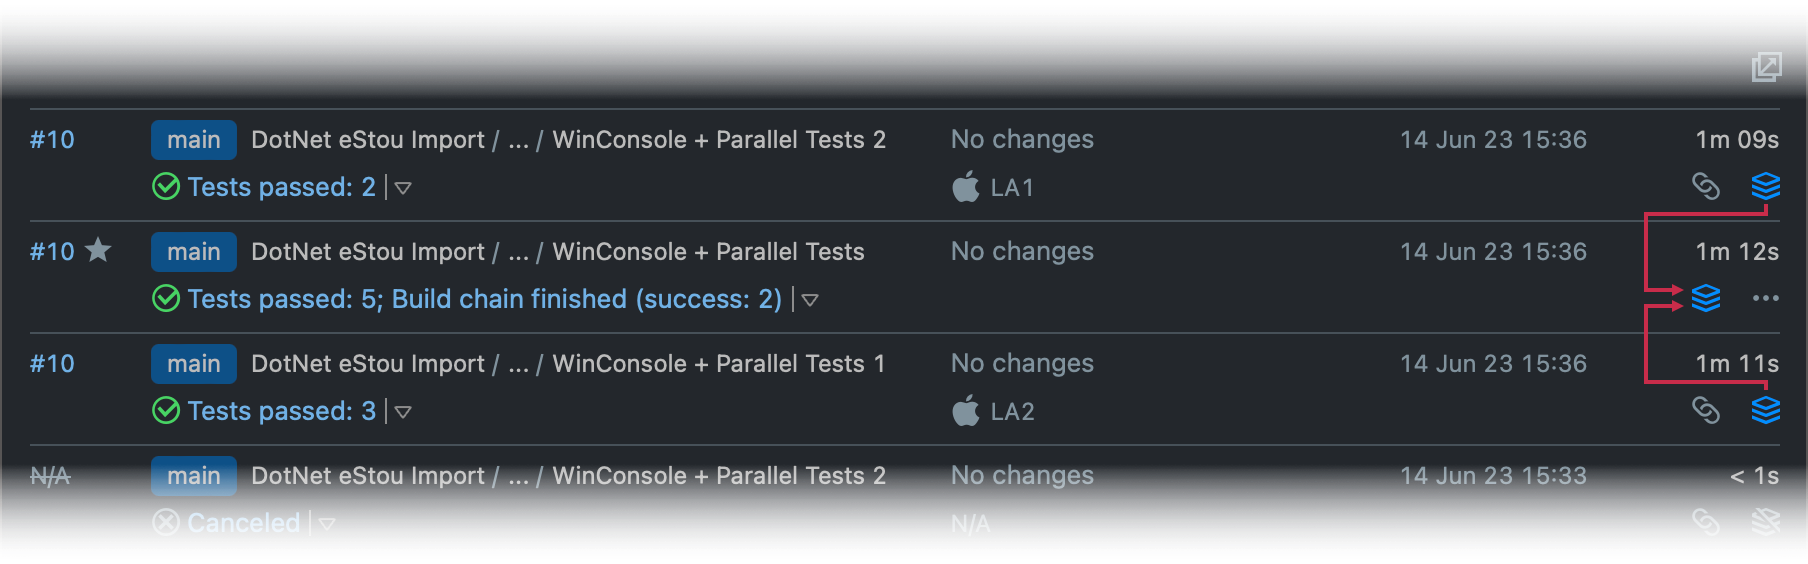 #10 main DotNet eStou Import / ... / WinConsole + Parallel Tests 2 No changes 14 Jun 23 15:36 1m 09s
Tests passed: 2 LA1
#10 main DotNet eStou Import / ... / WinConsole + Parallel Tests No changes 14 Jun 23 15:36 1m 12s
Tests passed: 5; Build chain finished (success: 2)
#10 main DotNet eStou Import / ... / WinConsole + Parallel Tests 1 No changes 14 Jun 23 15:36 1m 11s
Tests passed: 3 LA2
N/A main DotNet eStou Import / ... / WinConsole + Parallel Tests 2 No changes 14 Jun 23 15:33 < 1s
Canceled N/A